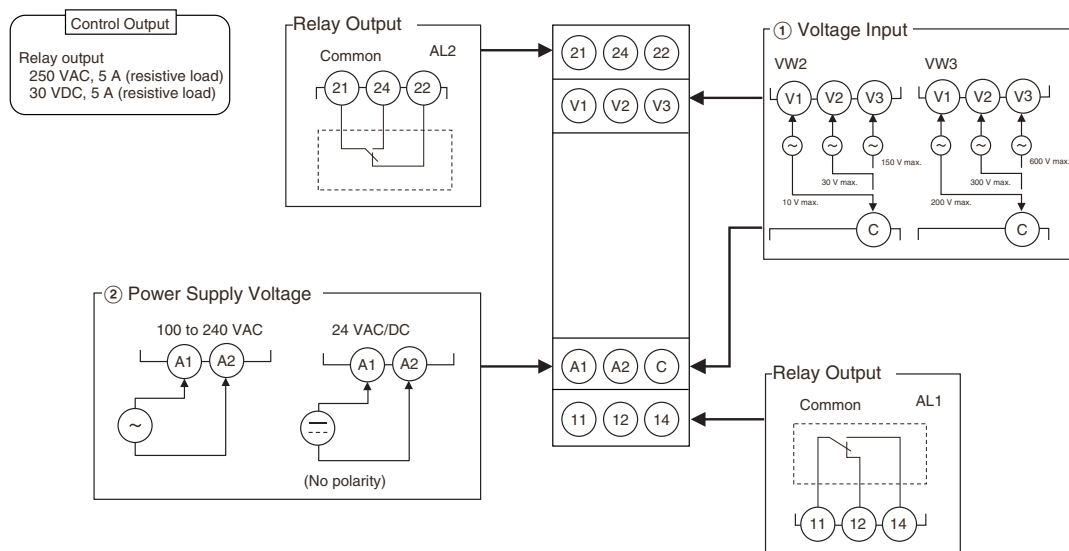 Control Output
Relay output
250 VAC, 5 A (resistive load)
30 VDC, 5 A (resistive load)
Relay Output
Common AL2
21 24 22
21 24 22
V1 V2 V3
① Voltage Input
VW2 VW3
V1 V2 V3 V1 V2 V3
~ ~ ~ ~ ~ ~
150 V max. 600 V max.
30 V max. 300 V max.
10 V max. 200 V max.
C C
② Power Supply Voltage
100 to 240 VAC 24 VAC/DC
A1 A2 A1 A2
~
(No polarity)
A1 A2 C
11 12 14
Relay Output
Common AL1
11 12 14